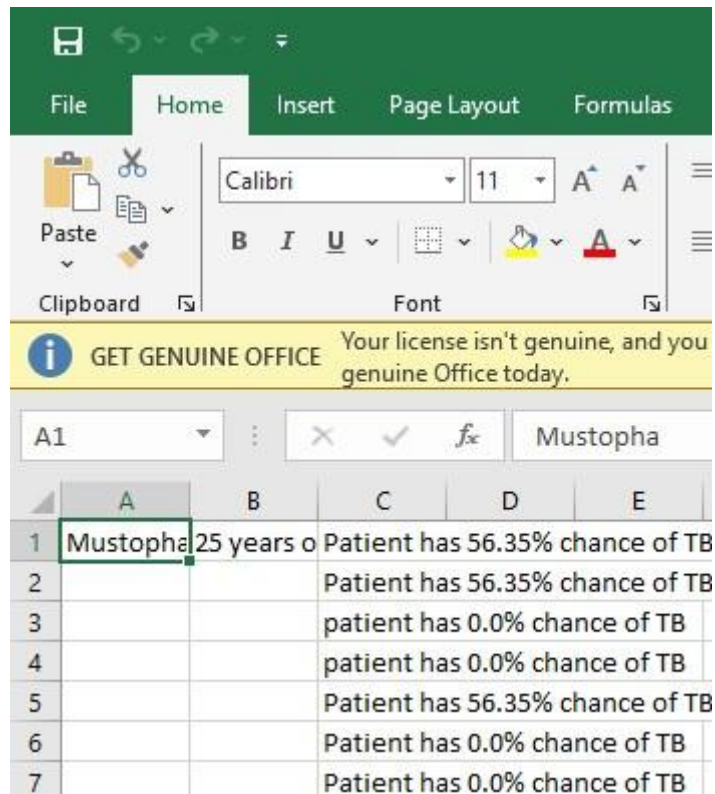 File Home Insert Page Layout Formulas
Calibri 11 A A
Paste
B I U A
Clipboard Font
GET GENUINE OFFICE Your license isn't genuine, and you
genuine Office today.
A1 fx Mustopha
A B C D E
1 Mustopha 25 years o Patient has 56.35% chance of TB
2 Patient has 56.35% chance of TB
3 patient has 0.0% chance of TB
4 patient has 0.0% chance of TB
5 Patient has 56.35% chance of TB
6 Patient has 0.0% chance of TB
7 Patient has 0.0% chance of TB